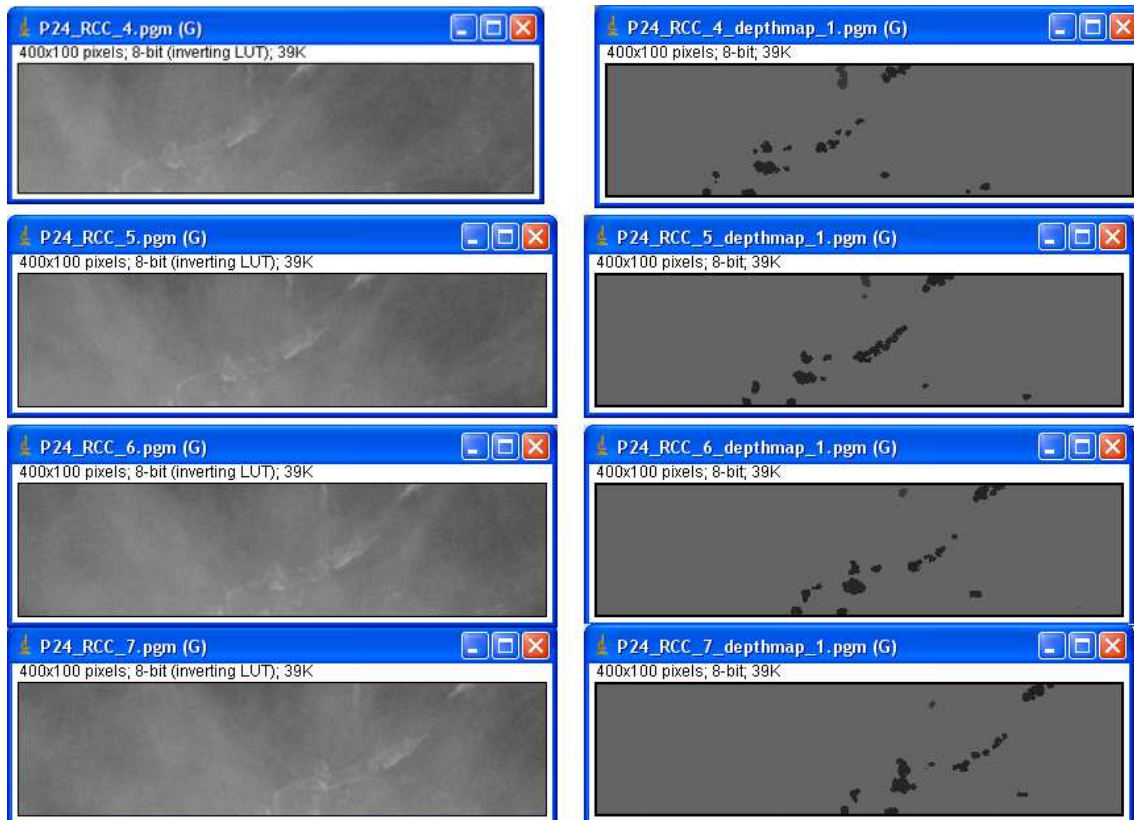 P24_RCC_4.pgm (G)
400x100 pixels; 8-bit (inverting LUT); 39K
P24_RCC_4_depthmap_1.pgm (G)
400x100 pixels; 8-bit; 39K
P24_RCC_5.pgm (G)
400x100 pixels; 8-bit (inverting LUT); 39K
P24_RCC_5_depthmap_1.pgm (G)
400x100 pixels; 8-bit; 39K
P24_RCC_6.pgm (G)
400x100 pixels; 8-bit (inverting LUT); 39K
P24_RCC_6_depthmap_1.pgm (G)
400x100 pixels; 8-bit; 39K
P24_RCC_7.pgm (G)
400x100 pixels; 8-bit (inverting LUT); 39K
P24_RCC_7_depthmap_1.pgm (G)
400x100 pixels; 8-bit; 39K